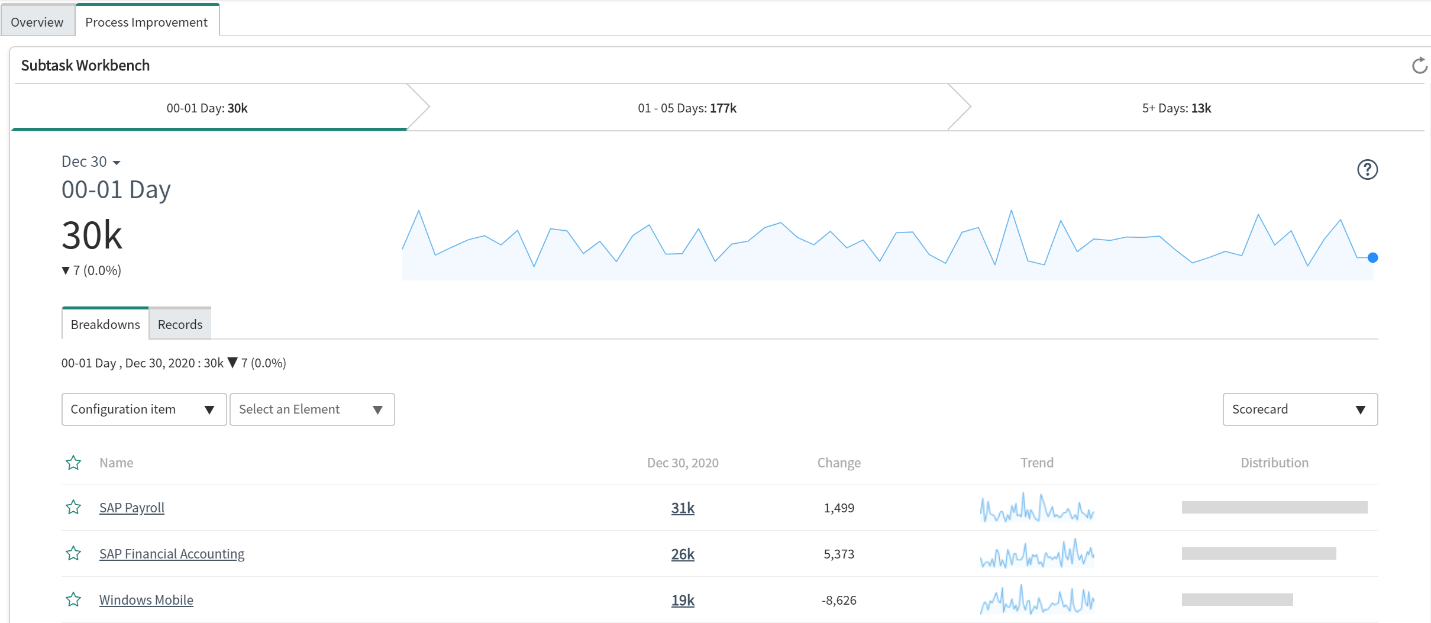 Overview Process Improvement
Subtask Workbench
00-01 Day: 30k 01 - 05 Days: 177k 5+ Days: 13k
Dec 30
00-01 Day
30k
▼ 7 (0.0%)
Breakdowns Records
00-01 Day , Dec 30, 2020 : 30k ▼ 7 (0.0%)
Configuration item ▼ Select an Element ▼ Scorecard ▼
Name Dec 30, 2020 Change Trend Distribution
SAP Payroll 31k 1,499
SAP Financial Accounting 26k 5,373
Windows Mobile 19k -8,626